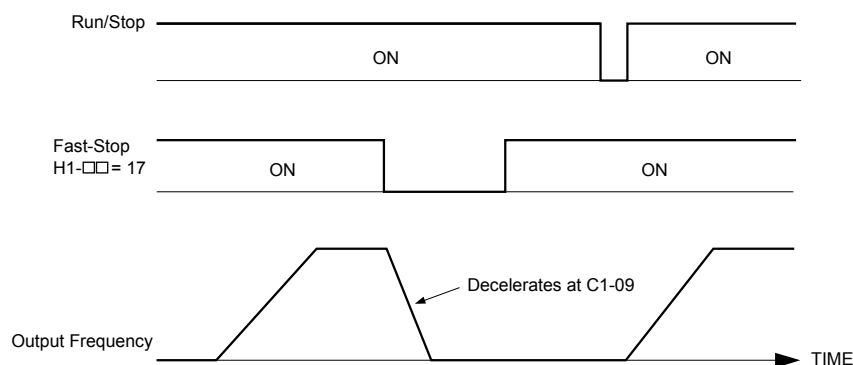 Run/Stop
ON
ON
Fast-Stop
H1-□□= 17
ON
ON
Decelerates at C1-09
Output Frequency
TIME